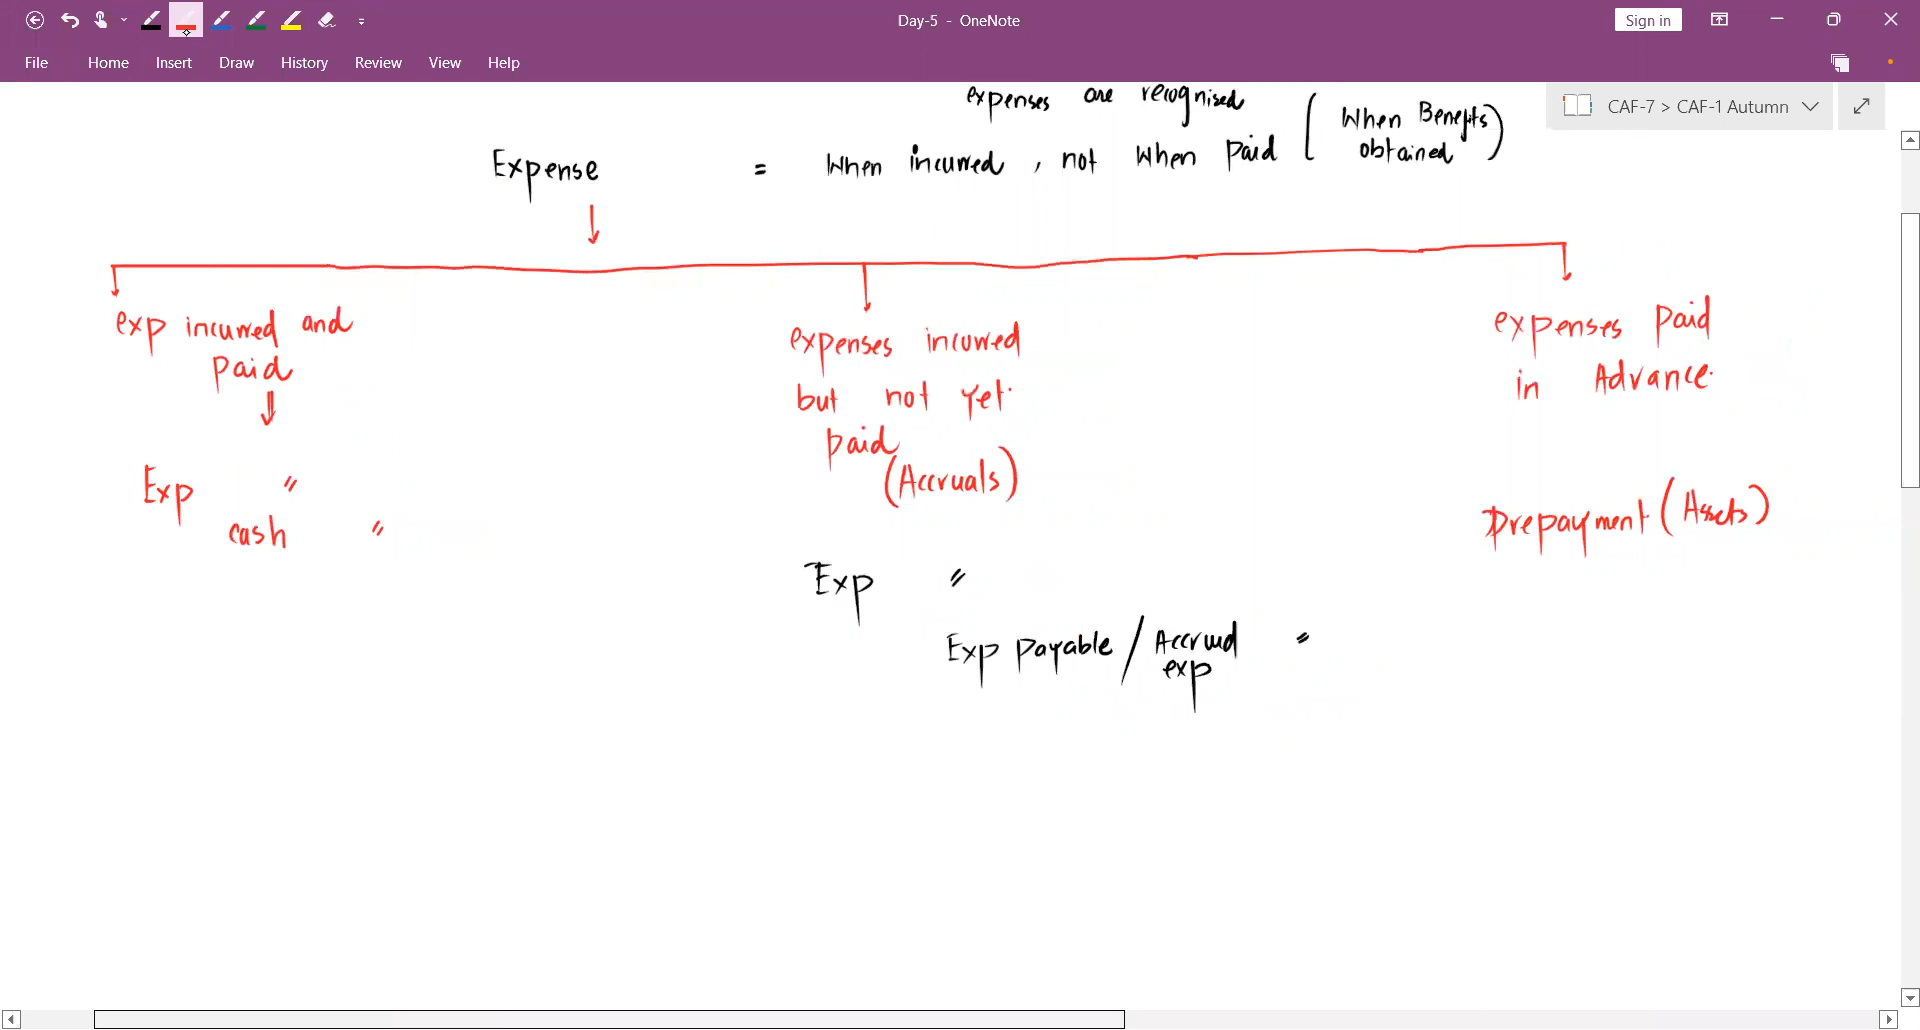 Day-5 - OneNote
Sign in
File Home Insert Draw History Review View Help
CAF-7 > CAF-1 Autumn
expenses are recognised
Expense = When incurred , not when paid ( When Benefits obtained )
exp incurred and
paid
Exp "
cash "
expenses incurred
but not yet.
paid
(Accruals)
Exp "
Exp payable / Accrued
exp "
expenses paid
in Advance.
Prepayment (Assets)